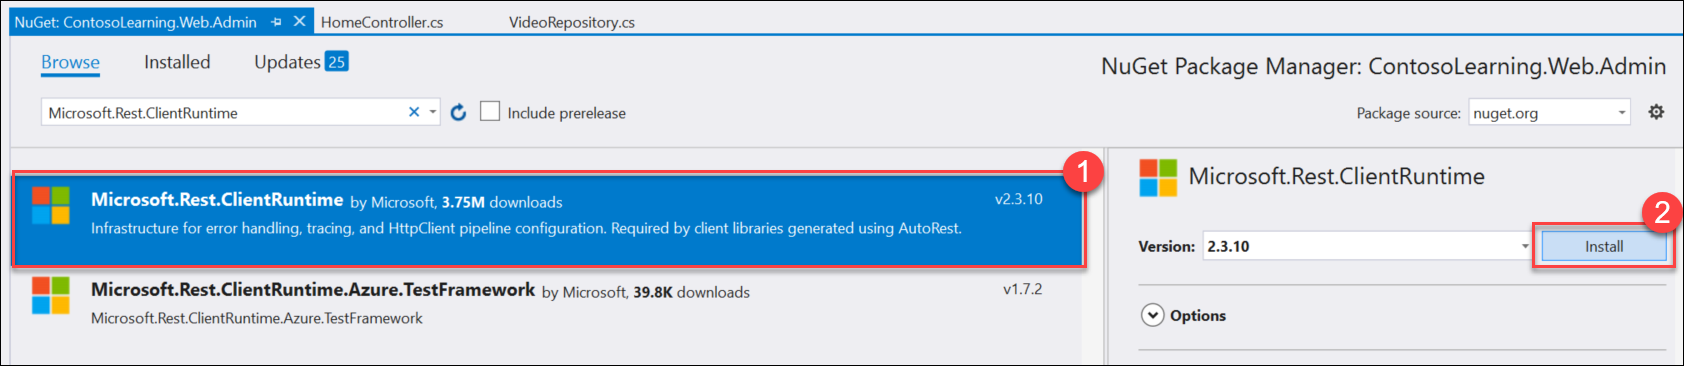 NuGet: ContosoLearning.Web.Admin HomeController.cs VideoRepository.cs
Browse Installed Updates 25
NuGet Package Manager: ContosoLearning.Web.Admin
Microsoft.Rest.ClientRuntime Include prerelease
Package source: nuget.org
1
Microsoft.Rest.ClientRuntime by Microsoft, 3.75M downloads v2.3.10
Infrastructure for error handling, tracing, and HttpClient pipeline configuration. Required by client libraries generated using AutoRest.
Microsoft.Rest.ClientRuntime.Azure.TestFramework by Microsoft, 39.8K downloads v1.7.2
Microsoft.Rest.ClientRuntime.Azure.TestFramework
Microsoft.Rest.ClientRuntime
2
Version: 2.3.10 Install
Options